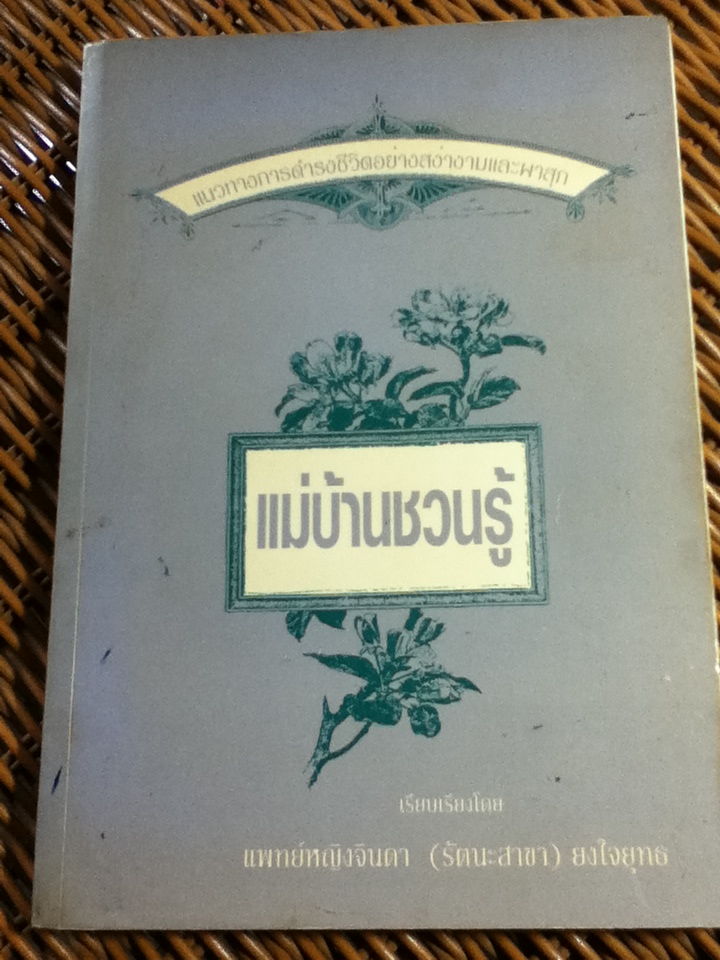 แนวทางการดำรงชีวิตอย่างสง่างามและผาสุก
แม่บ้านชวนรู้
เรียบเรียงโดย
แพทย์หญิงจินดา (รัตนะสาขา) ยงใจยุทธ